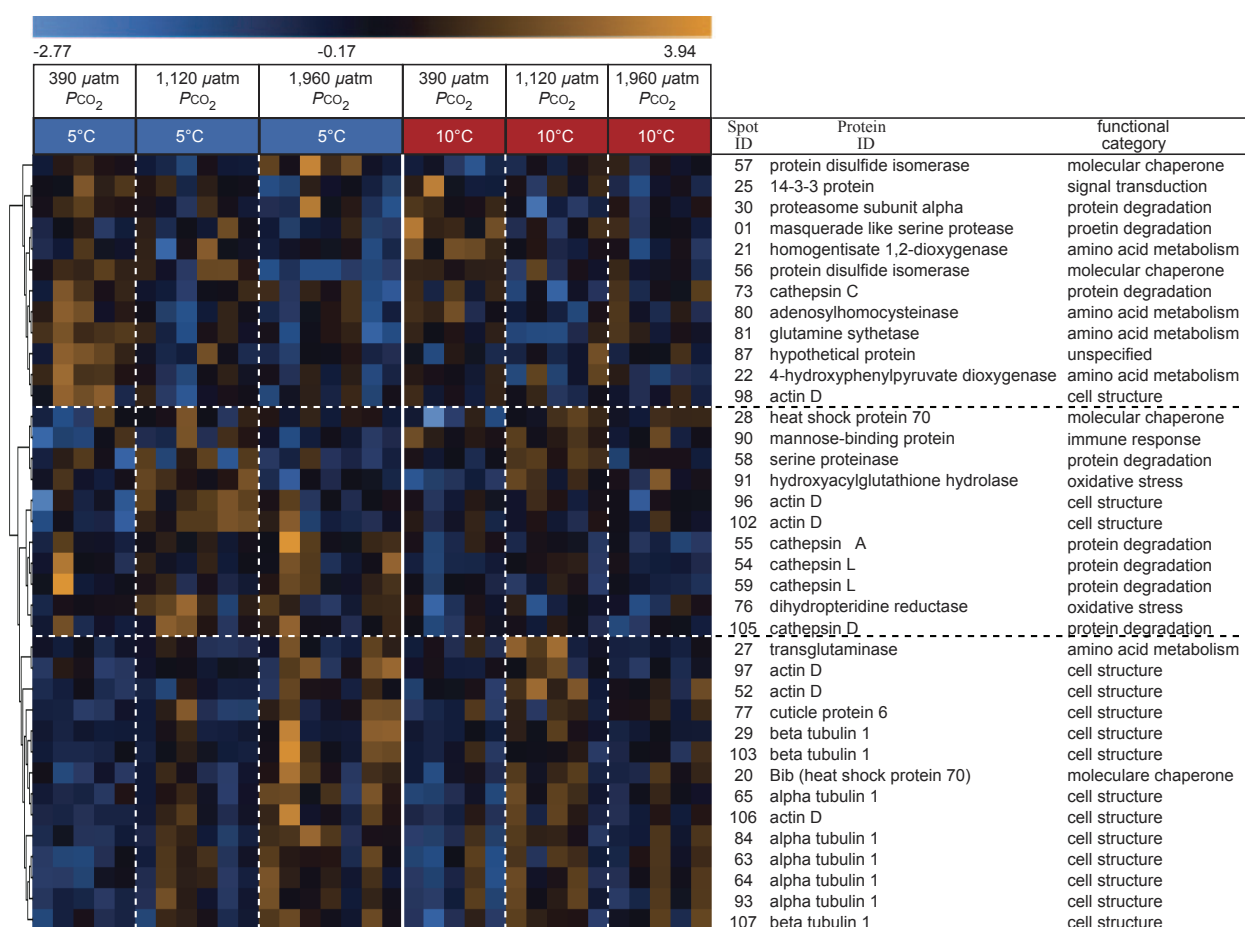 -2.77 -0.17 3.94
390 µatm 1,120 µatm 1,960 µatm 390 µatm 1,120 µatm 1,960 µatm
PCO2 PCO2 PCO2 PCO2 PCO2 PCO2
5°C 5°C 5°C 10°C 10°C 10°C
Spot Protein functional
ID ID category
57 protein disulfide isomerase molecular chaperone
25 14-3-3 protein signal transduction
30 proteasome subunit alpha protein degradation
01 masquerade like serine protease proetin degradation
21 homogentisate 1,2-dioxygenase amino acid metabolism
56 protein disulfide isomerase molecular chaperone
73 cathepsin C protein degradation
80 adenosylhomocysteinase amino acid metabolism
81 glutamine sythetase amino acid metabolism
87 hypothetical protein unspecified
22 4-hydroxyphenylpyruvate dioxygenase amino acid metabolism
98 actin D cell structure
28 heat shock protein 70 molecular chaperone
90 mannose-binding protein immune response
58 serine proteinase protein degradation
91 hydroxyacylglutathione hydrolase oxidative stress
96 actin D cell structure
102 actin D cell structure
55 cathepsin A protein degradation
54 cathepsin L protein degradation
59 cathepsin L protein degradation
76 dihydropteridine reductase oxidative stress
105 cathepsin D protein degradation
27 transglutaminase amino acid metabolism
97 actin D cell structure
52 actin D cell structure
77 cuticle protein 6 cell structure
29 beta tubulin 1 cell structure
103 beta tubulin 1 cell structure
20 Bib (heat shock protein 70) moleculare chaperone
65 alpha tubulin 1 cell structure
106 actin D cell structure
84 alpha tubulin 1 cell structure
63 alpha tubulin 1 cell structure
64 alpha tubulin 1 cell structure
93 alpha tubulin 1 cell structure
107 beta tubulin 1 cell structure